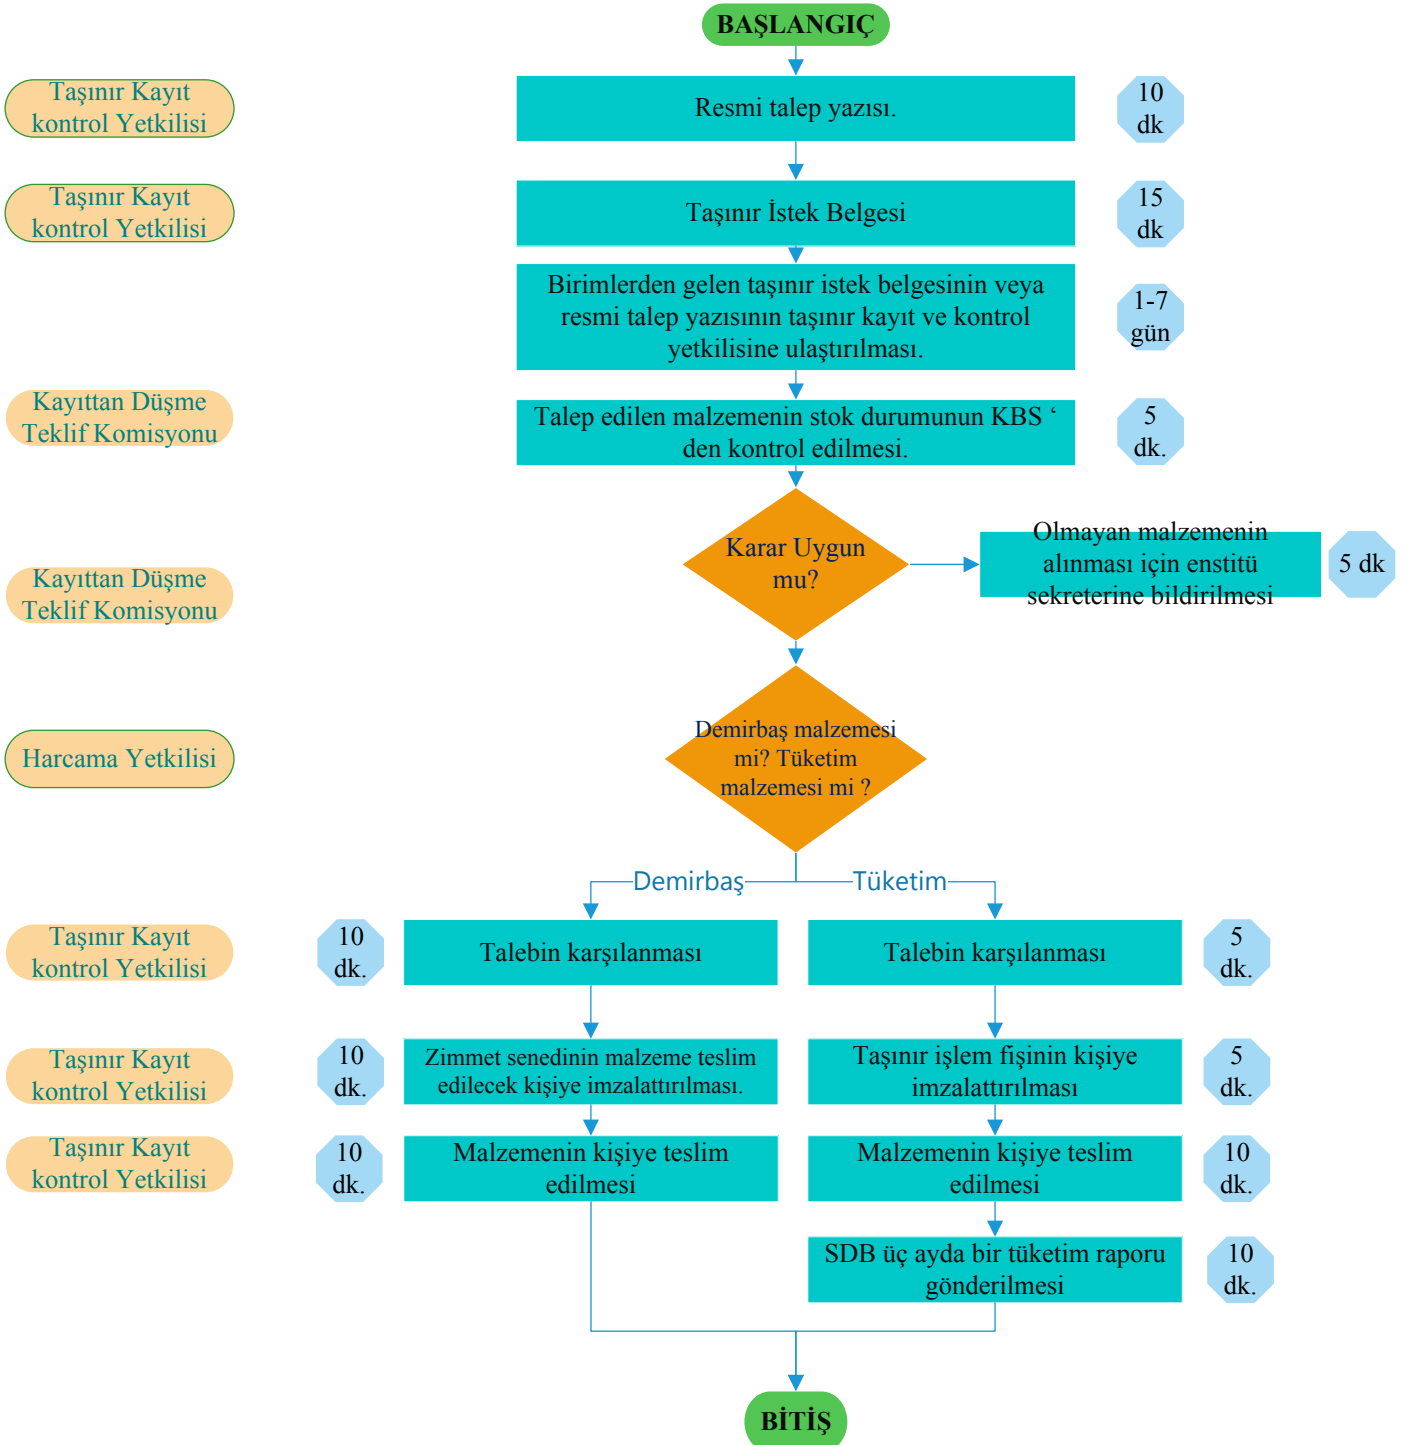 BAŞLANGIÇ
Taşınır Kayıt
kontrol Yetkilisi
Resmi talep yazısı.
10
dk
Taşınır Kayıt
kontrol Yetkilisi
Taşınır İstek Belgesi
15
dk
Birimlerden gelen taşınır istek belgesinin veya
resmi talep yazısının taşınır kayıt ve kontrol
yetkilisine ulaştırılması.
1-7
gün
Kayıttan Düşme
Teklif Komisyonu
Talep edilen malzemenin stok durumunun KBS ‘
den kontrol edilmesi.
5
dk.
Kayıttan Düşme
Teklif Komisyonu
Karar Uygun
mu?
Olmayan malzemenin
alınması için enstitü
sekreterine bildirilmesi
5 dk
Harcama Yetkilisi
Demirbaş malzemesi
mi? Tüketim
malzemesi mi ?
Demirbaş
Tüketim
Taşınır Kayıt
kontrol Yetkilisi
10
dk.
Talebin karşılanması
Talebin karşılanması
5
dk.
Taşınır Kayıt
kontrol Yetkilisi
10
dk.
Zimmet senedinin malzeme teslim
edilecek kişiye imzalattırılması.
Taşınır işlem fişinin kişiye
imzalattırılması
5
dk.
Taşınır Kayıt
kontrol Yetkilisi
10
dk.
Malzemenin kişiye teslim
edilmesi
Malzemenin kişiye teslim
edilmesi
10
dk.
SDB üç ayda bir tüketim raporu
gönderilmesi
10
dk.
BİTİŞ